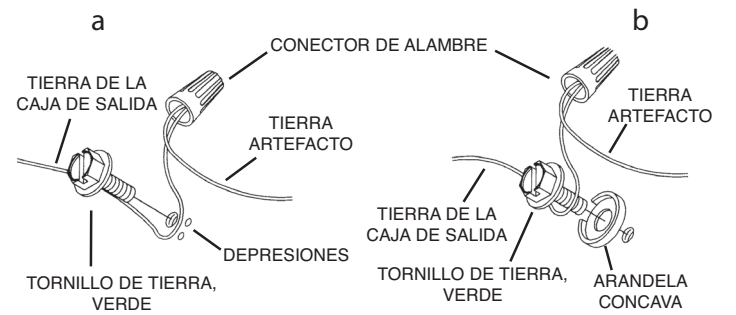 a
b
CONECTOR DE ALAMBRE
TIERRA DE LA
CAJA DE SALIDA
TIERRA
ARTEFACTO
DEPRESIONES
TORNILLO DE TIERRA,
VERDE
TIERRA
ARTEFACTO
TIERRA DE LA
CAJA DE SALIDA
TORNILLO DE TIERRA,
VERDE
ARANDELA
CONCAVA